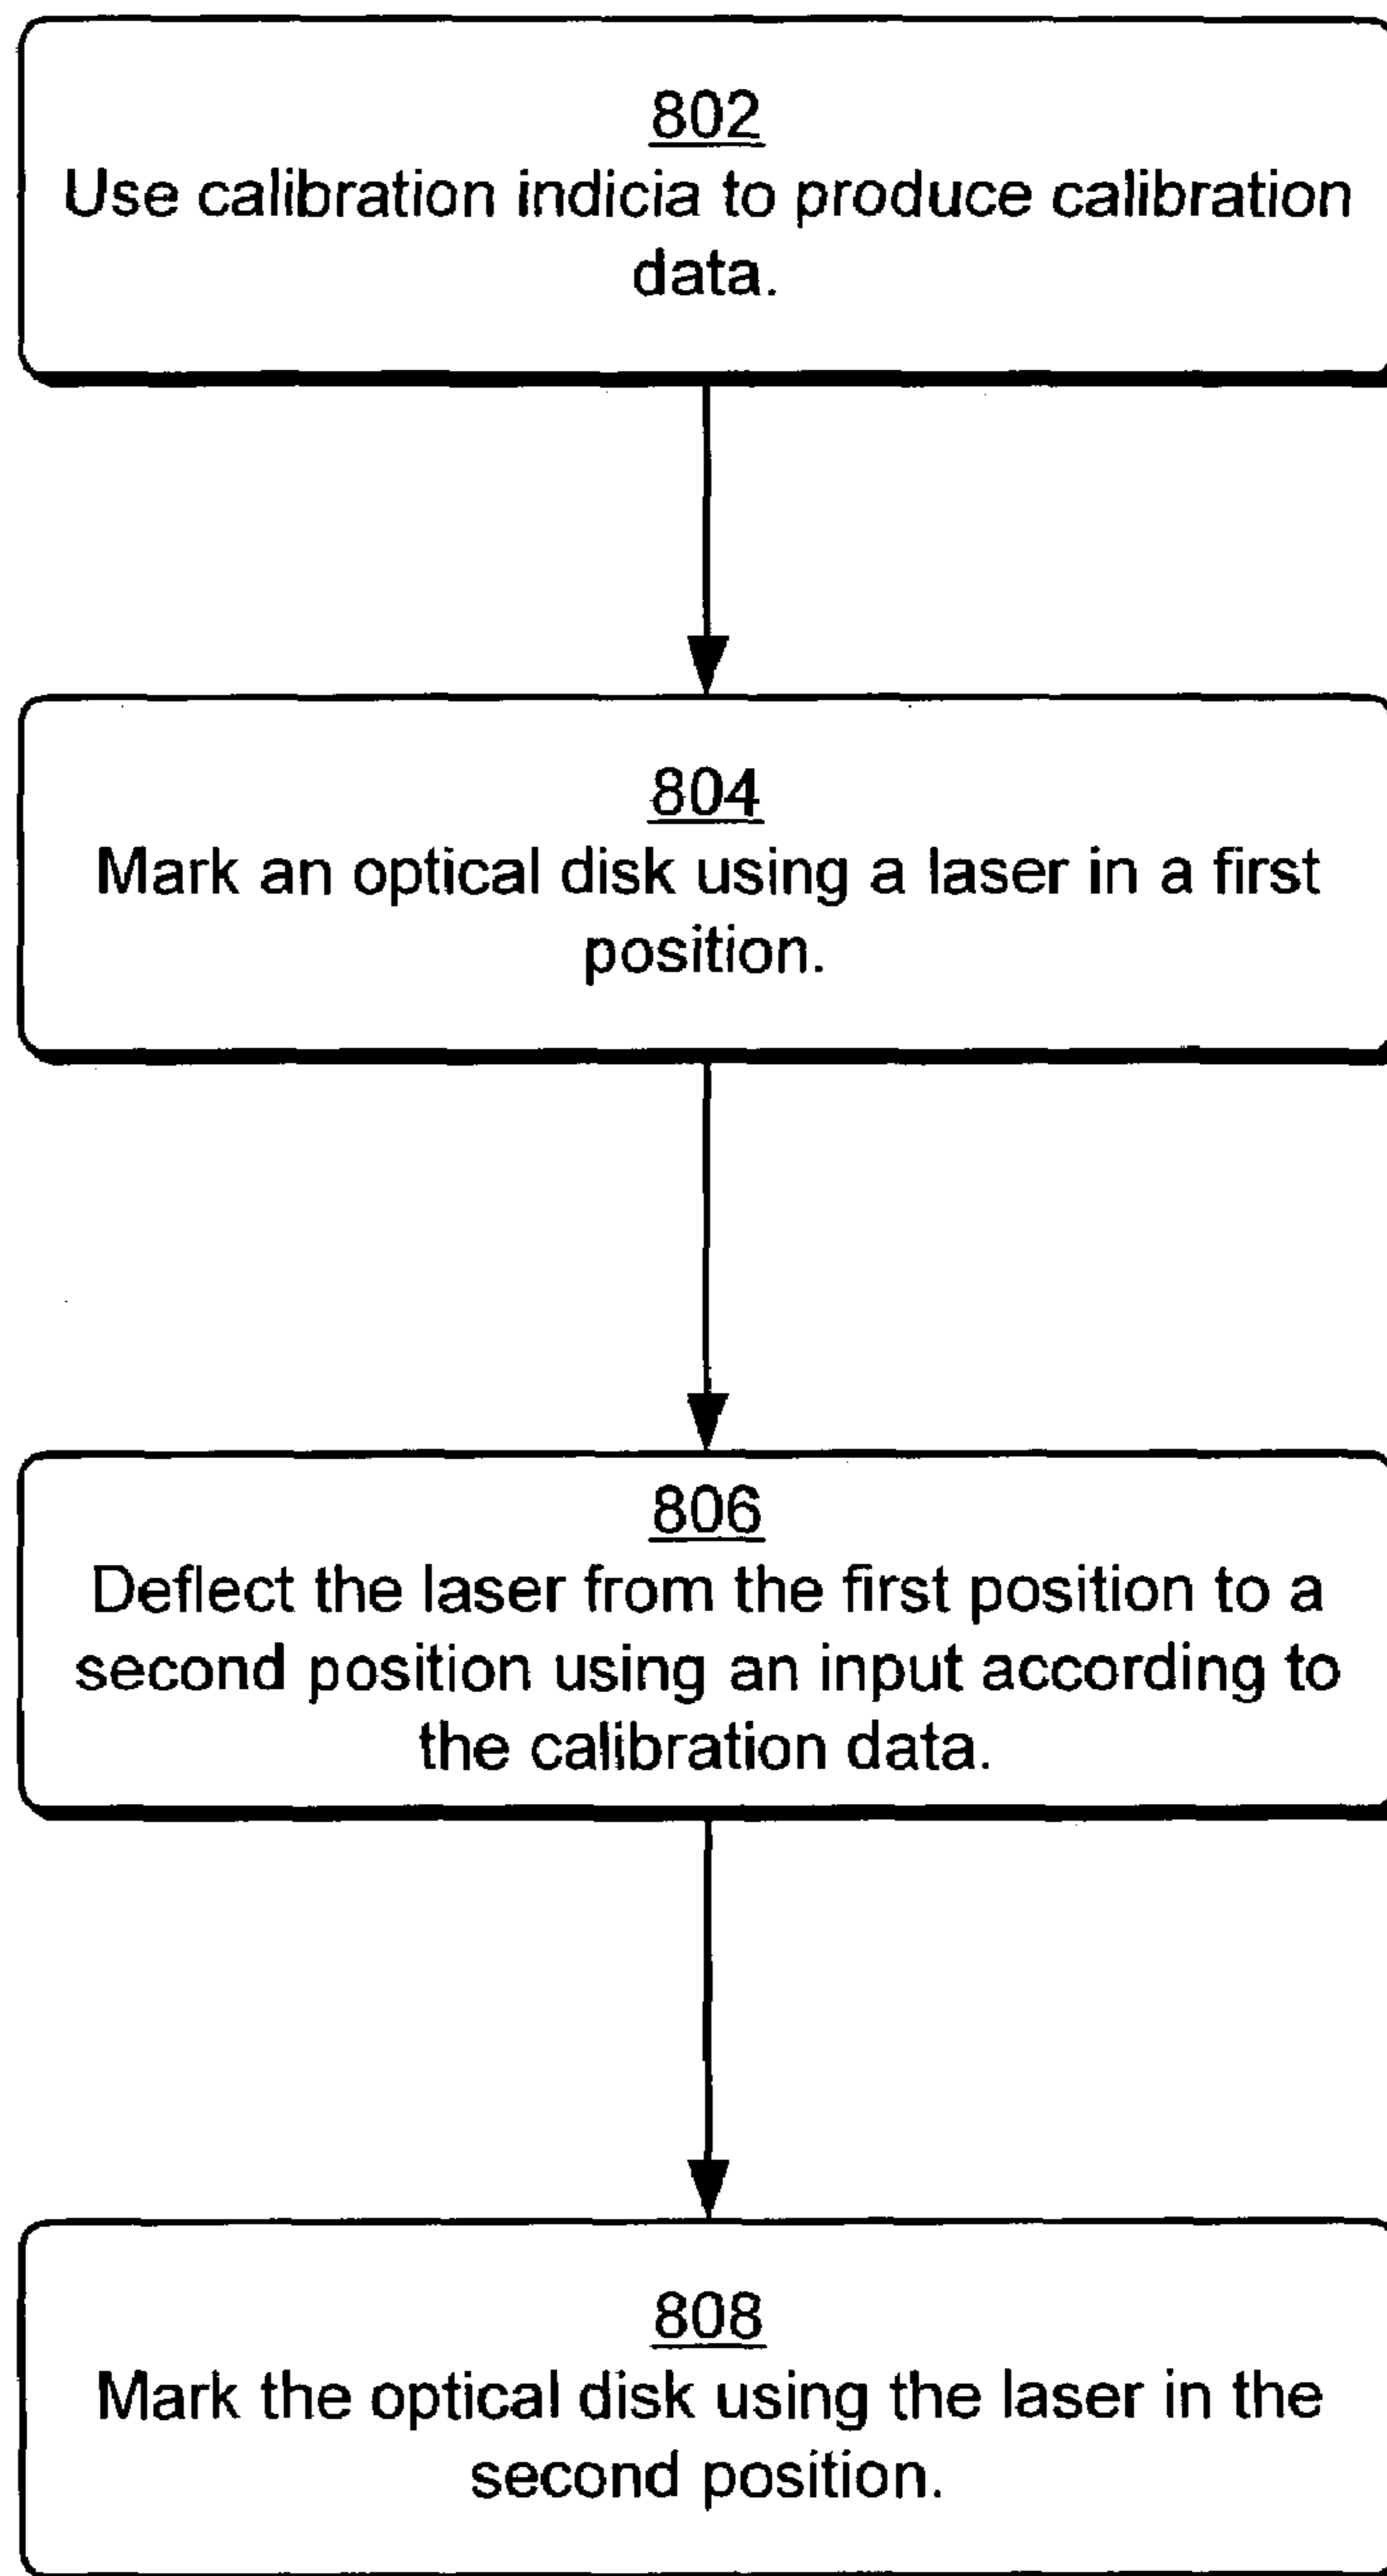 802
Use calibration indicia to produce calibration
data.
804
Mark an optical disk using a laser in a first
position.
806
Deflect the laser from the first position to a
second position using an input according to
the calibration data.
808
Mark the optical disk using the laser in the
second position.